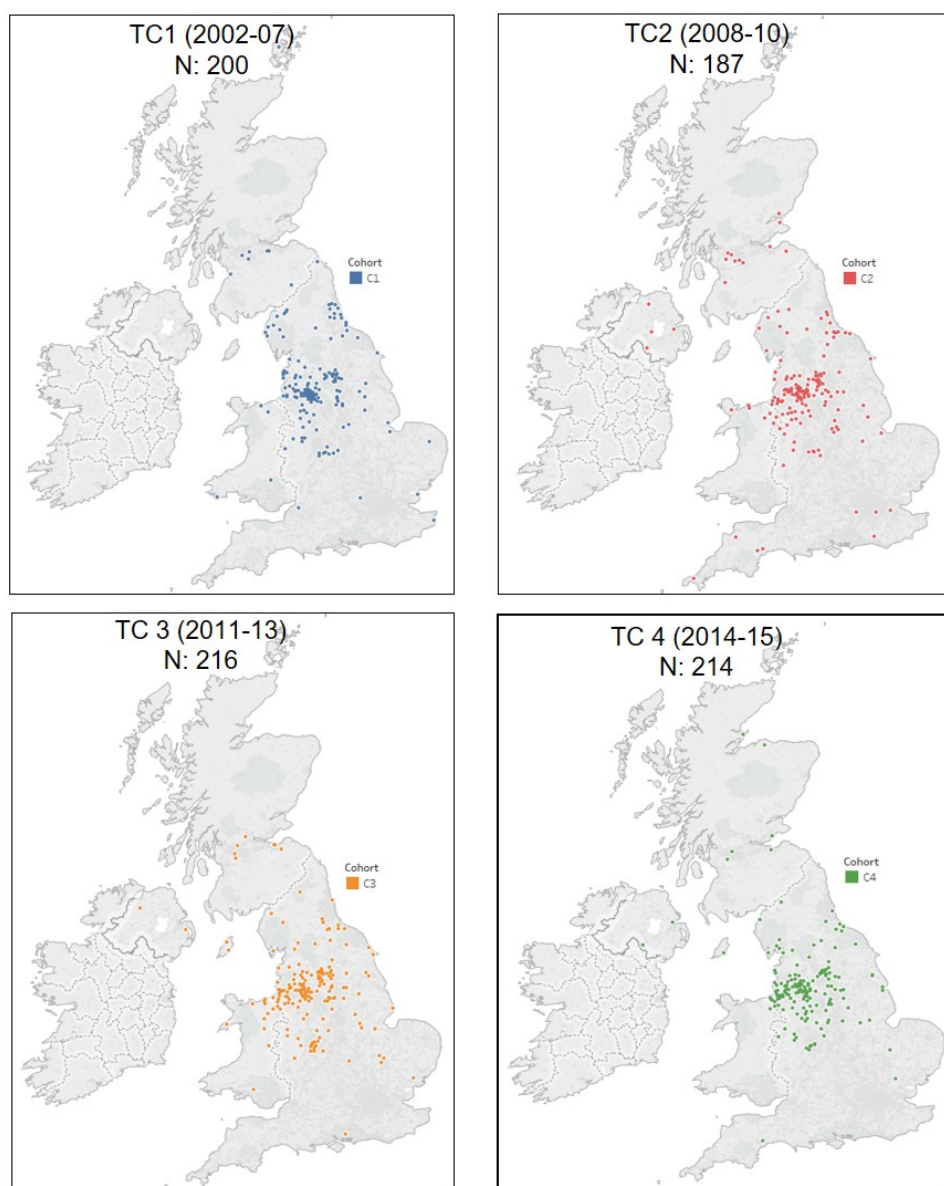 TC1 (2002-07)
N: 200
Cohort
C1
TC2 (2008-10)
N: 187
Cohort
C2
TC 3 (2011-13)
N: 216
Cohort
C3
TC 4 (2014-15)
N: 214
Cohort
C4